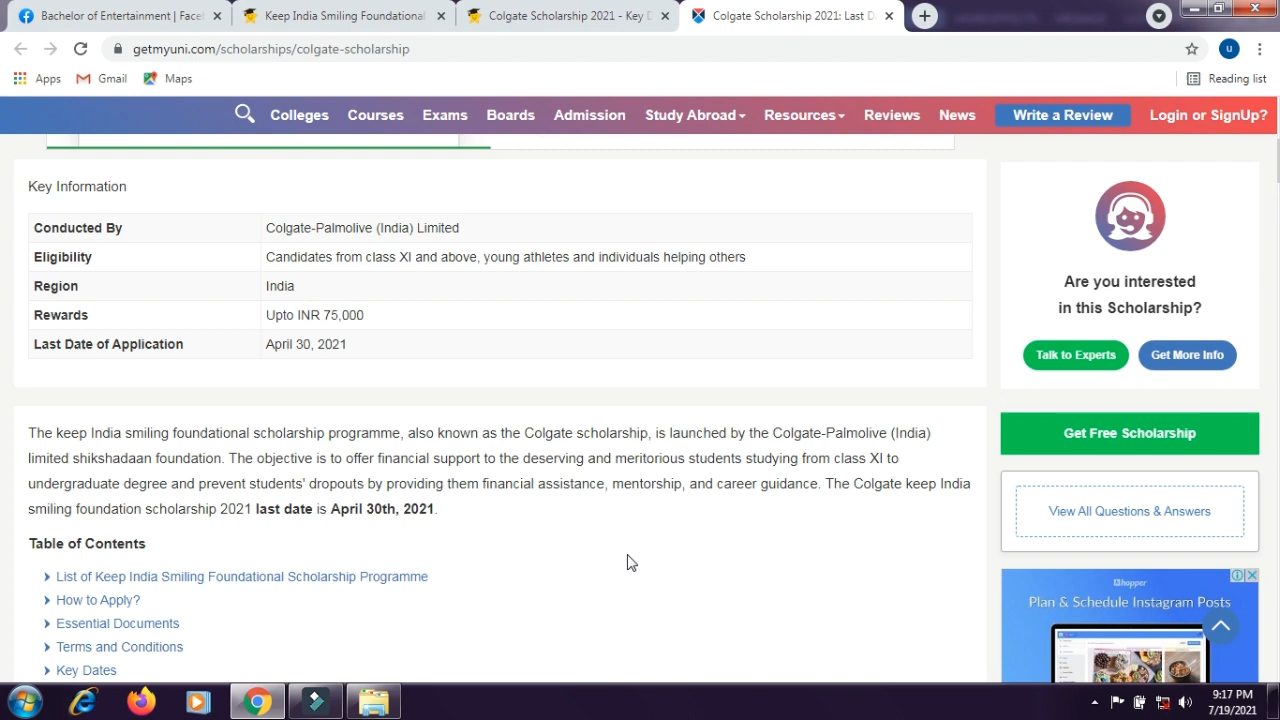 Bachelor of Entertainment | Face
Keep India Smiling Foundational
Colgate Scholarship 2021: Last D
getmyuni.com/scholarships/colgate-scholarship
u
Apps
Gmail
Maps
Reading list
Colleges
Courses
Exams
Boards
Admission
Study Abroad
Resources
Reviews
News
Write a Review
Login or SignUp?
Key Information
Conducted By Colgate-Palmolive (India) Limited
Eligibility Candidates from class XI and above, young athletes and individuals helping others
Region India
Rewards Upto INR 75,000
Last Date of Application April 30, 2021
Are you interested
in this Scholarship?
Talk to Experts
Get More Info
The keep India smiling foundational scholarship programme, also known as the Colgate scholarship, is launched by the Colgate-Palmolive (India)
limited shikshadaan foundation. The objective is to offer financial support to the deserving and meritorious students studying from class XI to
undergraduate degree and prevent students' dropouts by providing them financial assistance, mentorship, and career guidance. The Colgate keep India
smiling foundation scholarship 2021 last date is April 30th, 2021.
Get Free Scholarship
View All Questions & Answers
Table of Contents
List of Keep India Smiling Foundational Scholarship Programme
How to Apply?
Essential Documents
Terms and Conditions
Key Dates
hopper
Plan & Schedule Instagram Posts
9:17 PM
7/19/2021